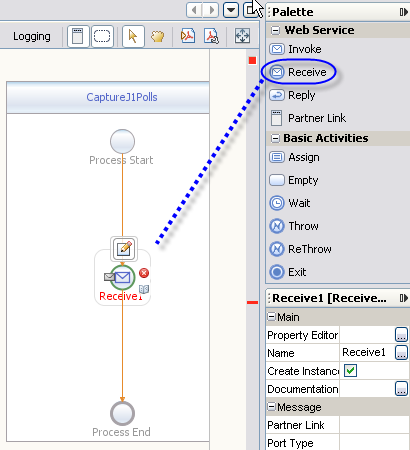 Palette
Web Service
Logging
Invoke
Receive
CaptureJ1Polls
Reply
Partner Link
Basic Activities
Process Start
Assign
Empty
Wait
Throw
ReThrow
Exit
Receive1
Receive1 [Receive...
Main
Property Editor
Name Receive1
Create Instanc
Documentation
Message
Process End
Partner Link
Port Type